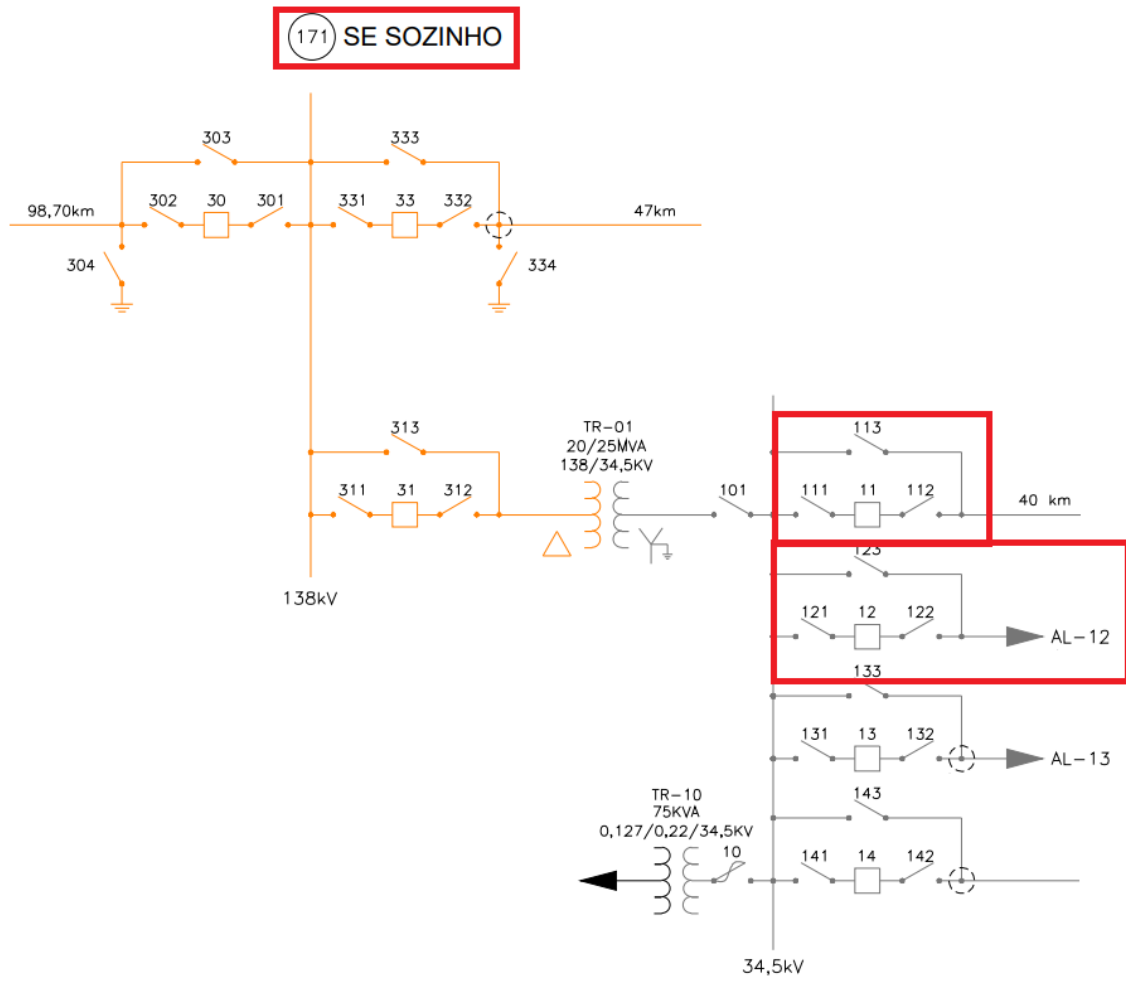 171 SE SOZINHO
303 333
302 30 301 331 33 332
98,70km 47km
304 334
313
311 31 312
138kV
TR-01
20/25MVA
138/34,5KV
101
113
111 11 112
40 km
123
121 12 122
AL-12
133
131 13 132
AL-13
TR-10
75KVA
0,127/0,22/34,5KV
10
143
141 14 142
34,5kV